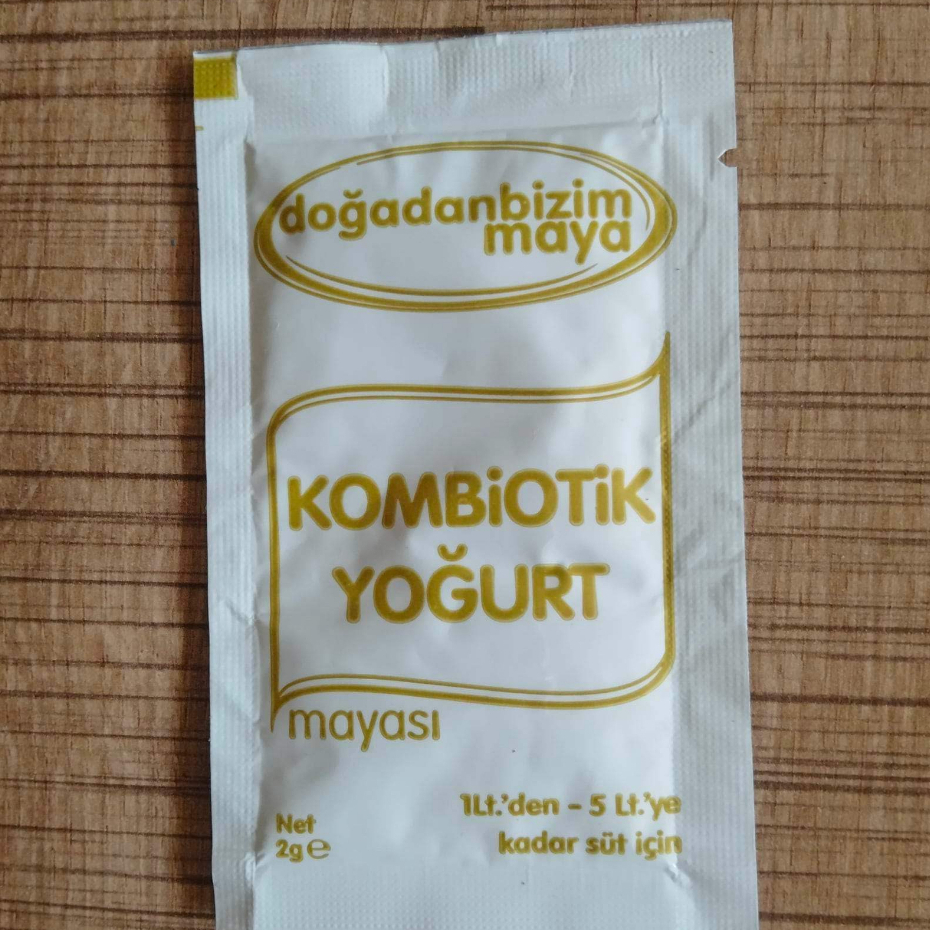 doğadanbizim
maya
KOMBiOTiK
YOĞURT
mayası
Net
2g℮
1Lt.'den - 5 Lt.'ye
kadar süt için